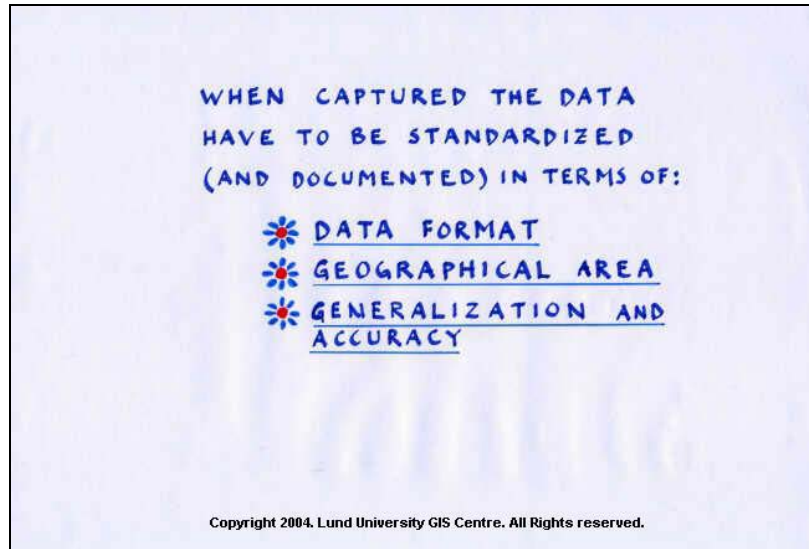 WHEN CAPTURED THE DATA
HAVE TO BE STANDARDIZED
(AND DOCUMENTED) IN TERMS OF:
DATA FORMAT
GEOGRAPHICAL AREA
GENERALIZATION AND
ACCURACY
Copyright 2004. Lund University GIS Centre. All Rights reserved.